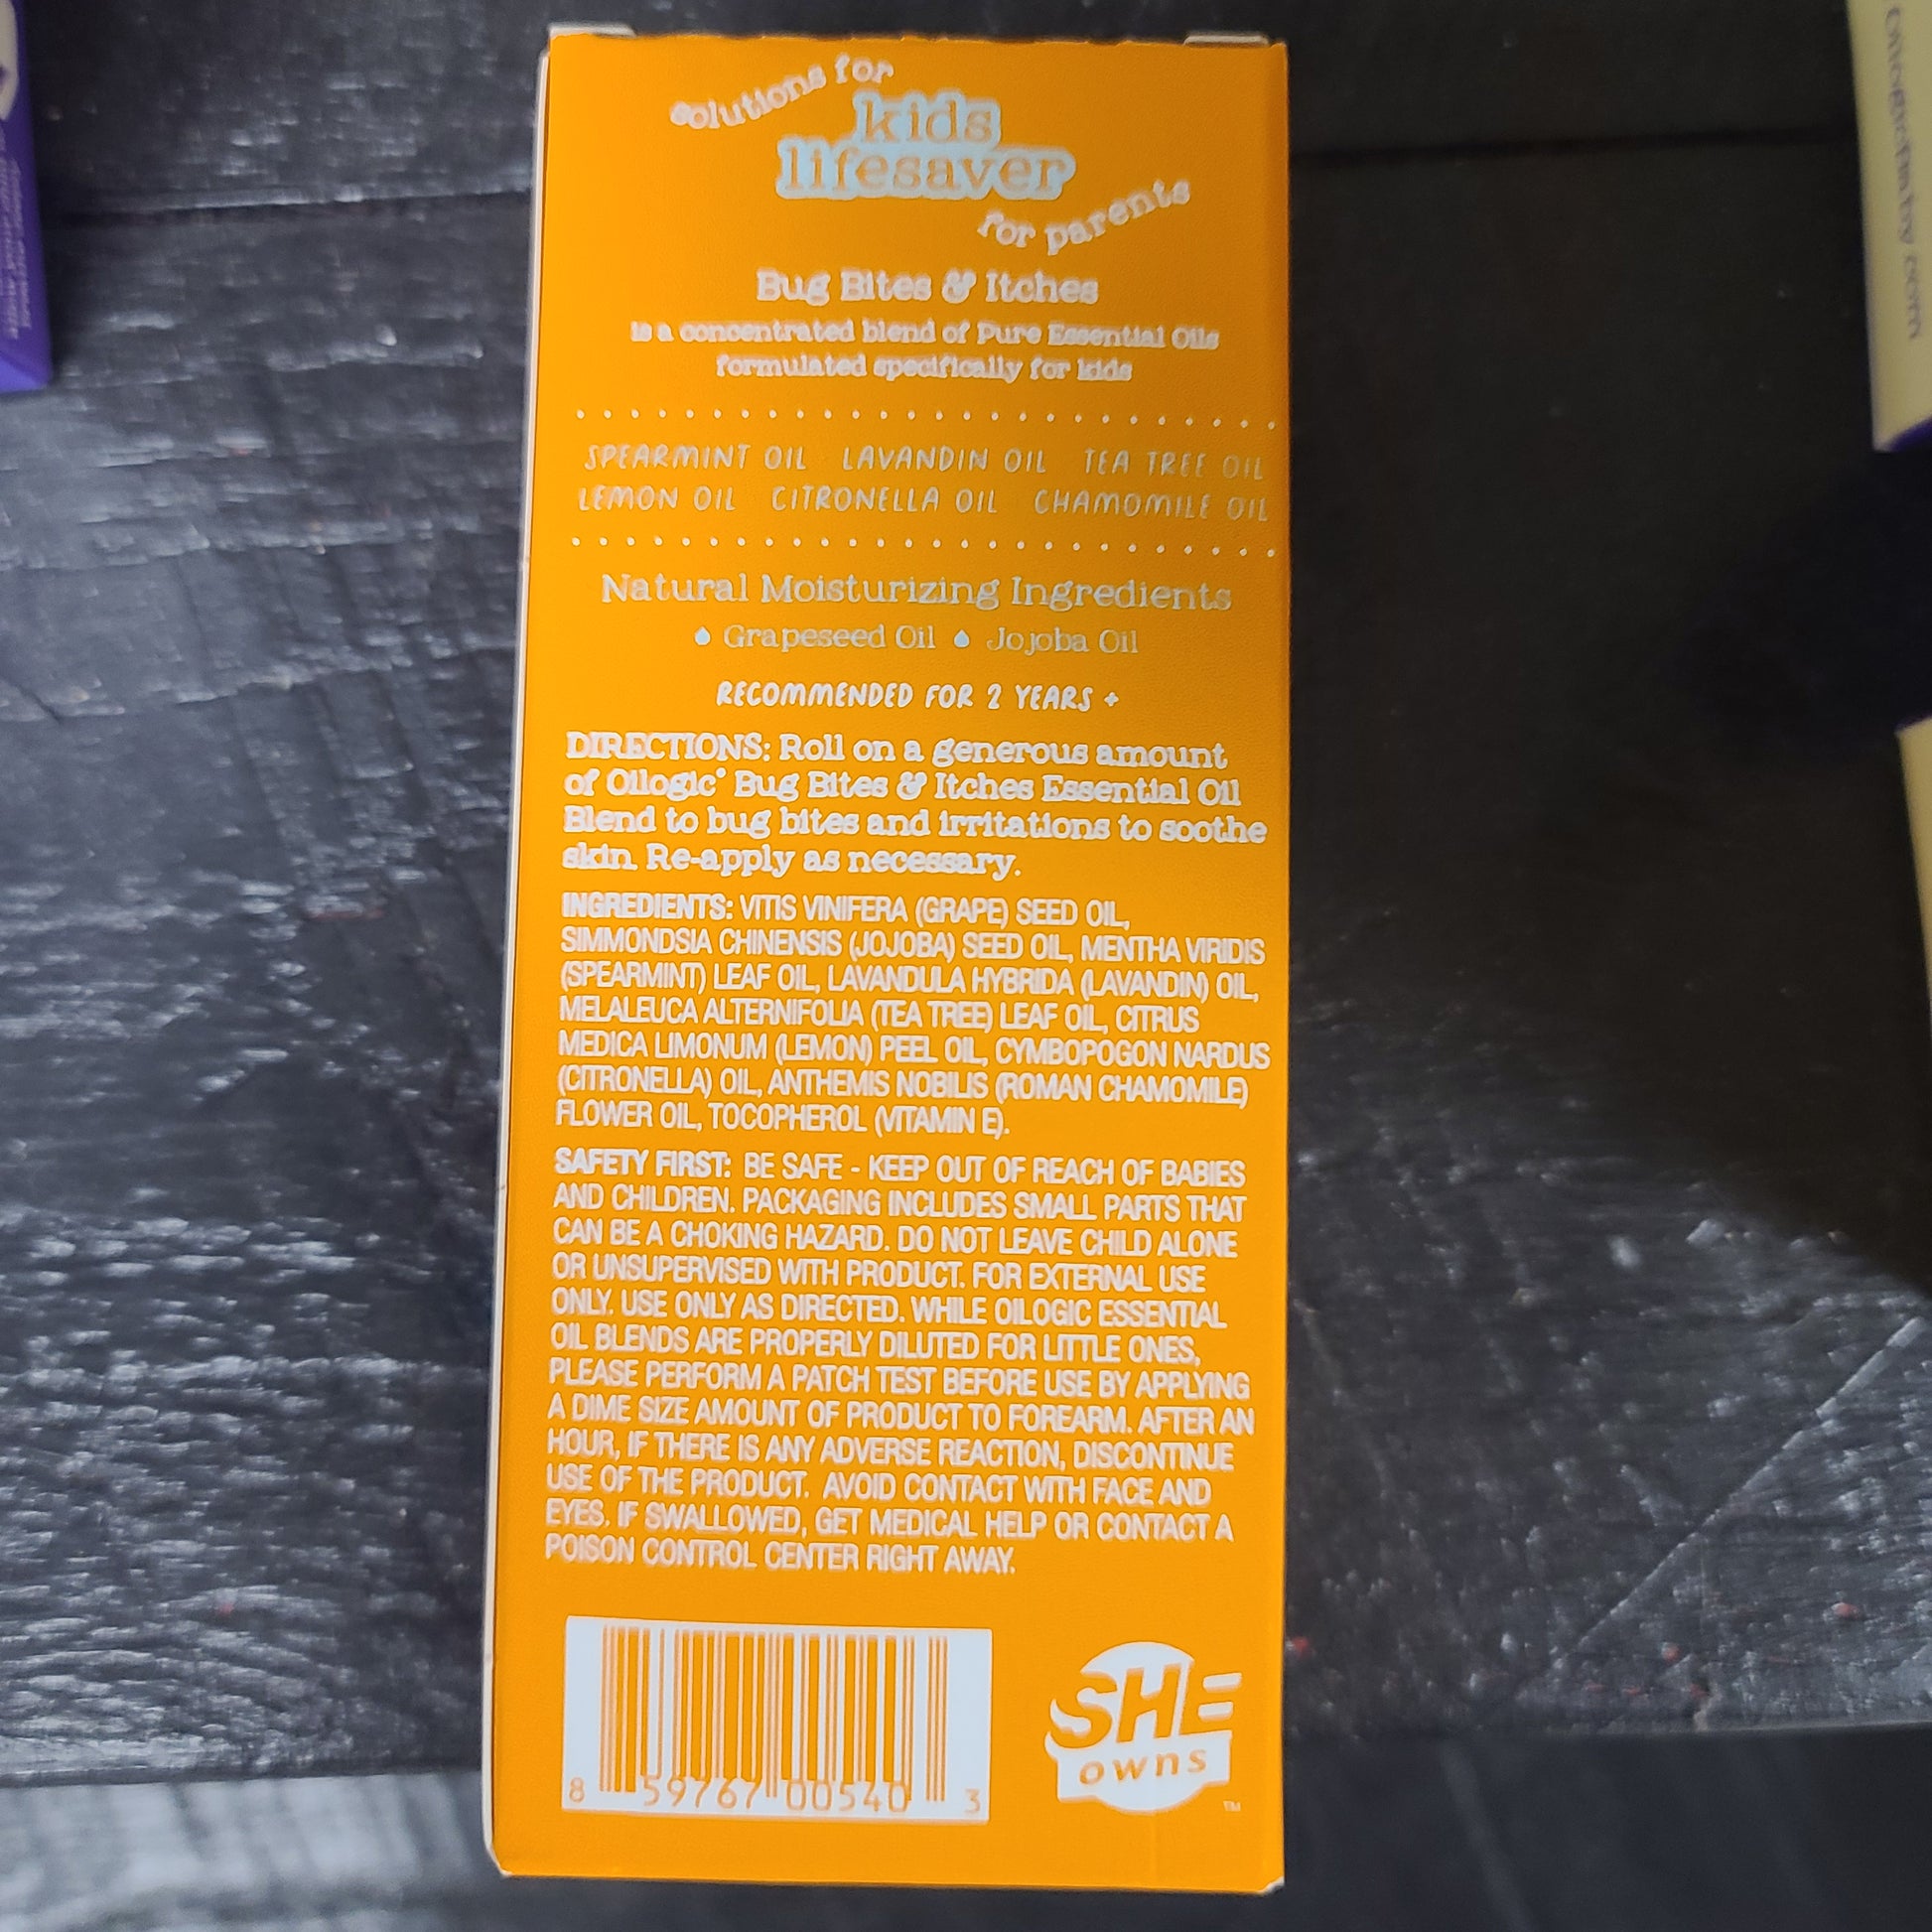 solutions for
kids
lifesaver
for parents
Bug Bites & Itches
is a concentrated blend of Pure Essential Oils
formulated specifically for kids
SPEARMINT OIL LAVANDIN OIL TEA TREE OIL
LEMON OIL CITRONELLA OIL CHAMOMILE OIL
Natural Moisturizing Ingredients
Grapeseed Oil Jojoba Oil
RECOMMENDED FOR 2 YEARS +
DIRECTIONS: Roll on a generous amount
of Oilogic® Bug Bites & Itches Essential Oil
Blend to bug bites and irritations to soothe
skin. Re-apply as necessary.
INGREDIENTS: VITIS VINIFERA (GRAPE) SEED OIL,
SIMMONDSIA CHINENSIS (JOJOBA) SEED OIL, MENTHA VIRIDIS
(SPEARMINT) LEAF OIL, LAVANDULA HYBRIDA (LAVANDIN) OIL,
MELALEUCA ALTERNIFOLIA (TEA TREE) LEAF OIL, CITRUS
MEDICA LIMONUM (LEMON) PEEL OIL, CYMBOPOGON NARDUS
(CITRONELLA) OIL, ANTHEMIS NOBILIS (ROMAN CHAMOMILE)
FLOWER OIL, TOCOPHEROL (VITAMIN E).
SAFETY FIRST: BE SAFE - KEEP OUT OF REACH OF BABIES
AND CHILDREN. PACKAGING INCLUDES SMALL PARTS THAT
CAN BE A CHOKING HAZARD. DO NOT LEAVE CHILD ALONE
OR UNSUPERVISED WITH PRODUCT. FOR EXTERNAL USE
ONLY. USE ONLY AS DIRECTED. WHILE OILOGIC ESSENTIAL
OIL BLENDS ARE PROPERLY DILUTED FOR LITTLE ONES,
PLEASE PERFORM A PATCH TEST BEFORE USE BY APPLYING
A DIME SIZE AMOUNT OF PRODUCT TO FOREARM. AFTER AN
HOUR, IF THERE IS ANY ADVERSE REACTION, DISCONTINUE
USE OF THE PRODUCT. AVOID CONTACT WITH FACE AND
EYES. IF SWALLOWED, GET MEDICAL HELP OR CONTACT A
POISON CONTROL CENTER RIGHT AWAY.
8 59767 00540 3
SHE
owns
TM